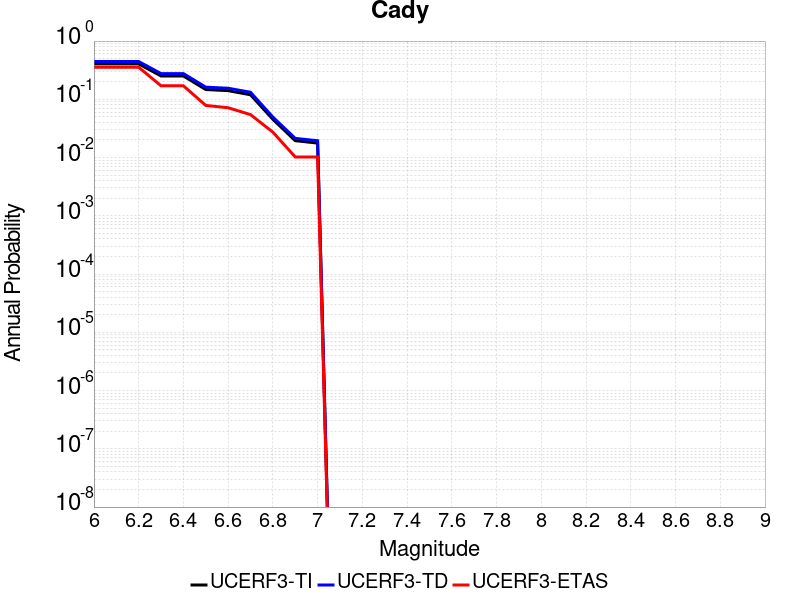 Cady
10^0
10^-1
10^-2
10^-3
10^-4
10^-5
10^-6
10^-7
10^-8
Annual Probability
6 6.2 6.4 6.6 6.8 7 7.2 7.4 7.6 7.8 8 8.2 8.4 8.6 8.8 9
Magnitude
UCERF3-TI UCERF3-TD UCERF3-ETAS